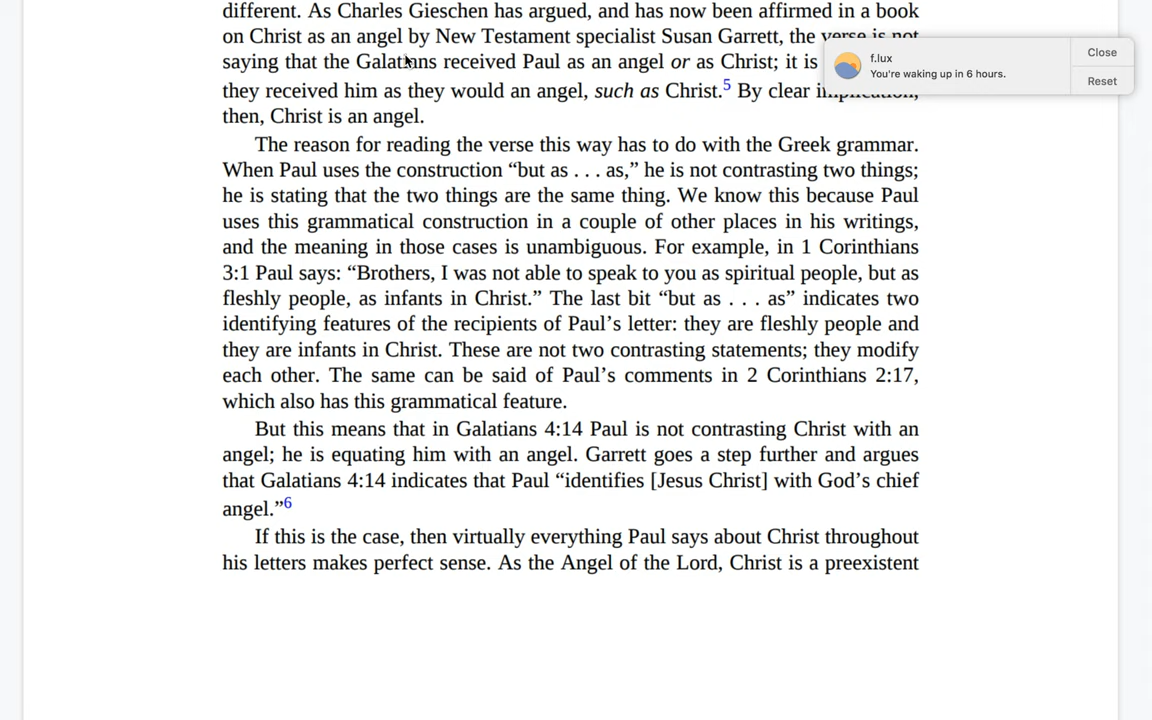 different. As Charles Gieschen has argued, and has now been affirmed in a book
on Christ as an angel by New Testament specialist Susan Garrett, the verse is not
saying that the Galatians received Paul as an angel or as Christ; it is
they received him as they would an angel, such as Christ.5 By clear implication,
then, Christ is an angel.
The reason for reading the verse this way has to do with the Greek grammar.
When Paul uses the construction “but as . . . as,” he is not contrasting two things;
he is stating that the two things are the same thing. We know this because Paul
uses this grammatical construction in a couple of other places in his writings,
and the meaning in those cases is unambiguous. For example, in 1 Corinthians
3:1 Paul says: “Brothers, I was not able to speak to you as spiritual people, but as
fleshly people, as infants in Christ.” The last bit “but as . . . as” indicates two
identifying features of the recipients of Paul’s letter: they are fleshly people and
they are infants in Christ. These are not two contrasting statements; they modify
each other. The same can be said of Paul’s comments in 2 Corinthians 2:17,
which also has this grammatical feature.
But this means that in Galatians 4:14 Paul is not contrasting Christ with an
angel; he is equating him with an angel. Garrett goes a step further and argues
that Galatians 4:14 indicates that Paul “identifies [Jesus Christ] with God’s chief
angel.”6
If this is the case, then virtually everything Paul says about Christ throughout
his letters makes perfect sense. As the Angel of the Lord, Christ is a preexistent
f.lux
You're waking up in 6 hours.
Close
Reset